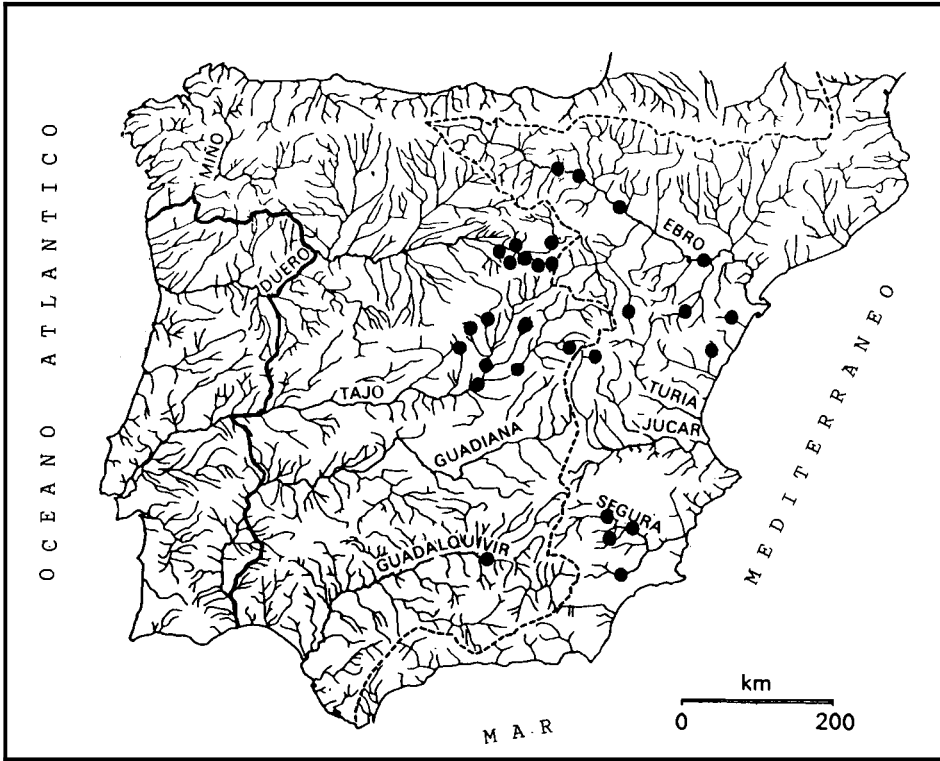 OCEANO ATLANTICO
MIÑO
DUERO
EBRO
TAJO
TURIA
JUCAR
GUADIANA
SEGURA
GUADALQUIVIR
MAR
MEDITERRANEO
km
0 200